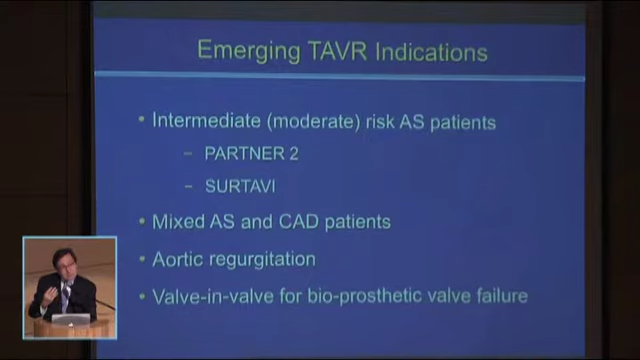 Emerging TAVR Indications
• Intermediate (moderate) risk AS patients
– PARTNER 2
– SURTAVI
• Mixed AS and CAD patients
• Aortic regurgitation
• Valve-in-valve for bio-prosthetic valve failure